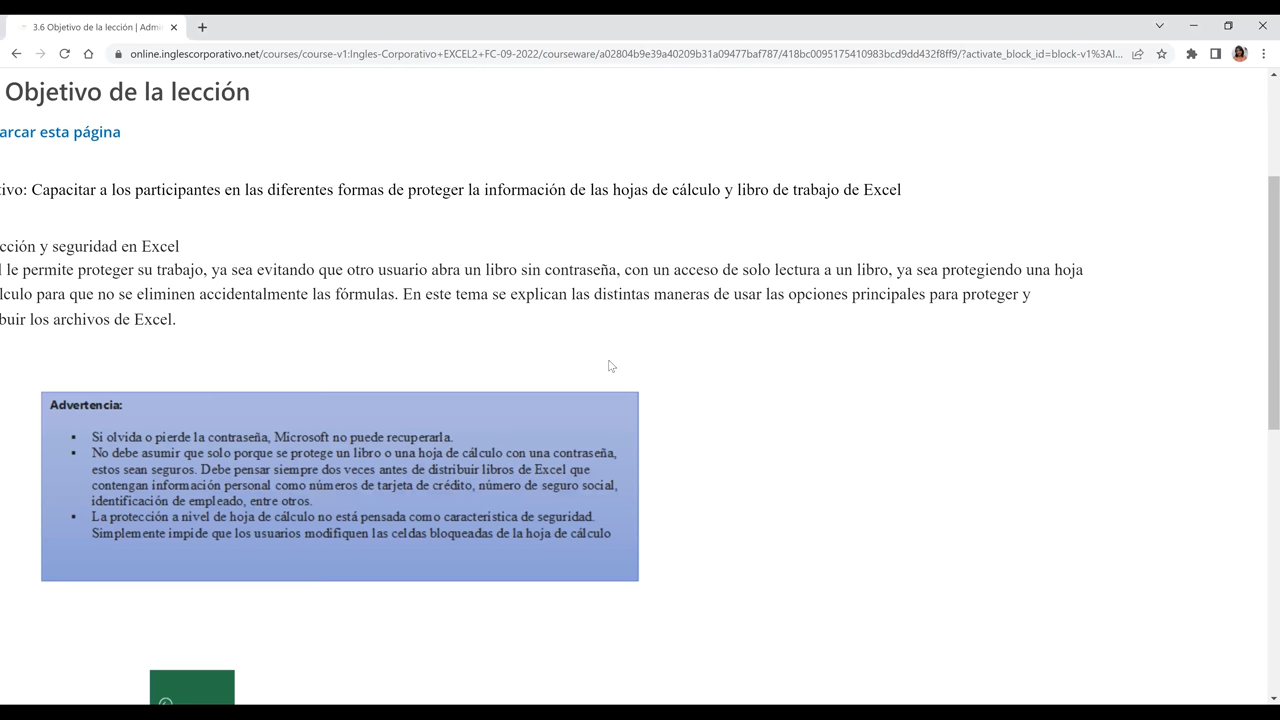 3.6 Objetivo de la lección | Admi
online.inglescorporativo.net/courses/course-v1:Ingles-Corporativo+EXCEL2+FC-09-2022/courseware/a02804b9e39a40209b31a09477baf787/418bc0095175410983bcd9dd432f8ff9/?activate_block_id=block-v1%3Al...
Objetivo de la lección
arcar esta página
tivo: Capacitar a los participantes en las diferentes formas de proteger la información de las hojas de cálculo y libro de trabajo de Excel
cción y seguridad en Excel
l le permite proteger su trabajo, ya sea evitando que otro usuario abra un libro sin contraseña, con un acceso de solo lectura a un libro, ya sea protegiendo una hoja
lculo para que no se eliminen accidentalmente las fórmulas. En este tema se explican las distintas maneras de usar las opciones principales para proteger y
buir los archivos de Excel.
Advertencia:
▪ Si olvida o pierde la contraseña, Microsoft no puede recuperarla.
▪ No debe asumir que solo porque se protege un libro o una hoja de cálculo con una contraseña,
estos sean seguros. Debe pensar siempre dos veces antes de distribuir libros de Excel que
contengan información personal como números de tarjeta de crédito, número de seguro social,
identificación de empleado, entre otros.
▪ La protección a nivel de hoja de cálculo no está pensada como característica de seguridad.
Simplemente impide que los usuarios modifiquen las celdas bloqueadas de la hoja de cálculo